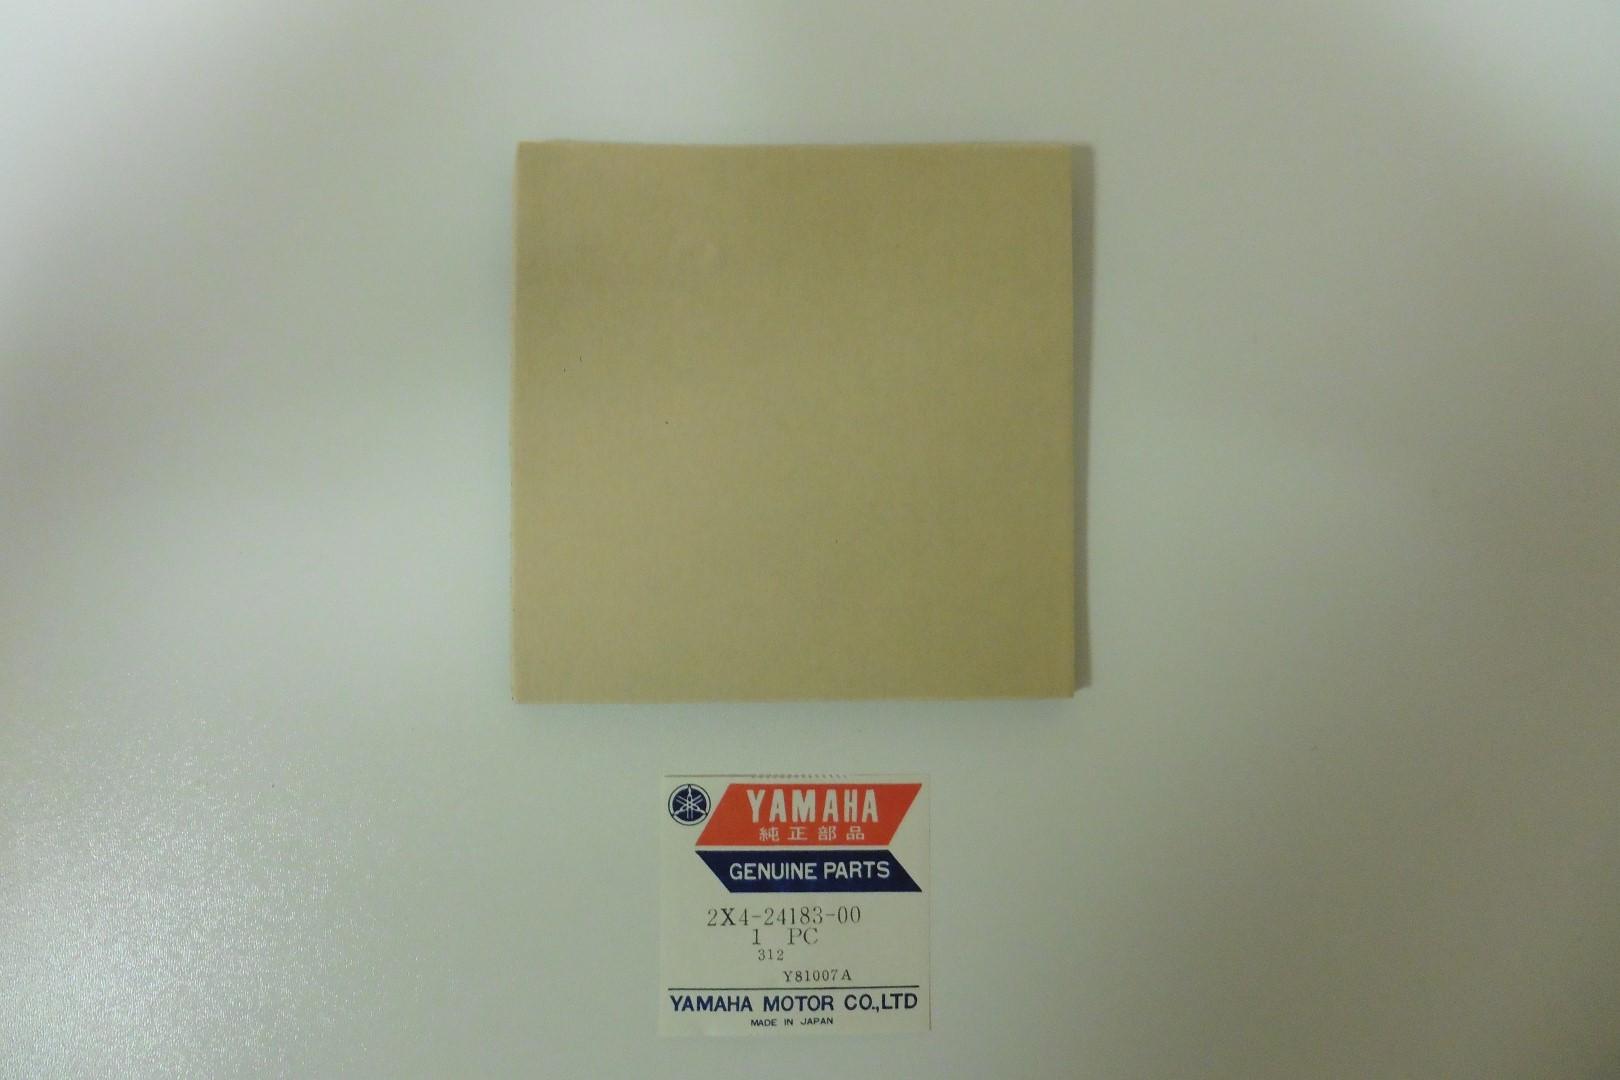 YAMAHA
純正部品
GENUINE PARTS
2X4-24183-00
1 PC
312
Y81007A
YAMAHA MOTOR CO.,LTD
MADE IN JAPAN